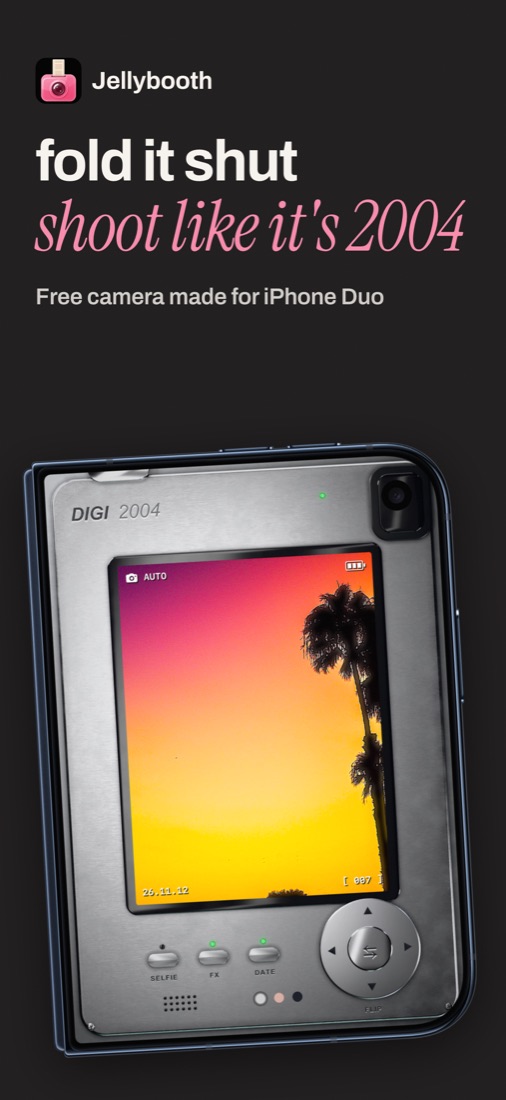 Jellybooth
fold it shut
shoot like it's 2004
Free camera made for iPhone Duo
DIGI 2004
AUTO
26.11.12
[ 007 ]
SELFIE
FX
DATE
FLIP